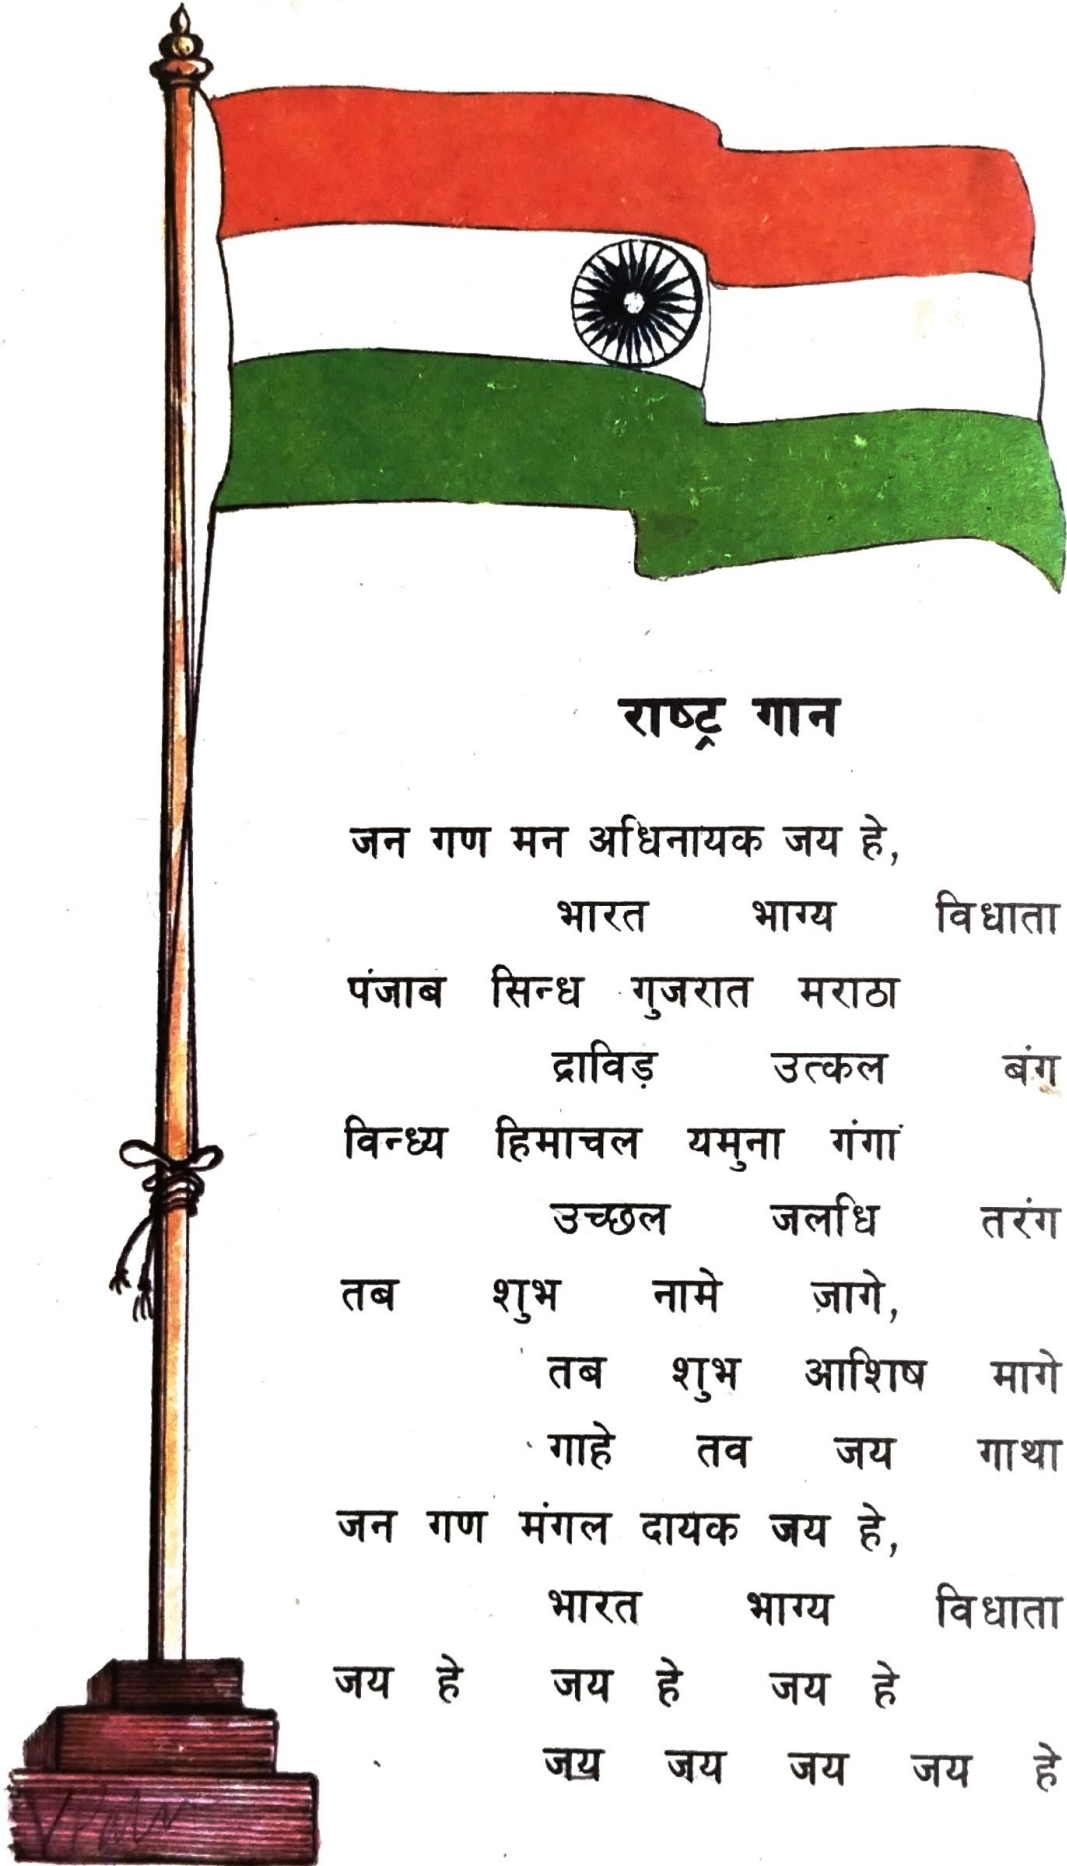 राष्ट्र गान
जन गण मन अधिनायक जय हे,
भारत भाग्य विधाता
पंजाब सिन्ध गुजरात मराठा
द्राविड़ उत्कल बंग
विन्ध्य हिमाचल यमुना गंगा
उच्छल जलधि तरंग
तब शुभ नामे जागे,
तब शुभ आशिष मागे
गाहे तव जय गाथा
जन गण मंगल दायक जय हे,
भारत भाग्य विधाता
जय हे जय हे जय हे
जय जय जय जय हे